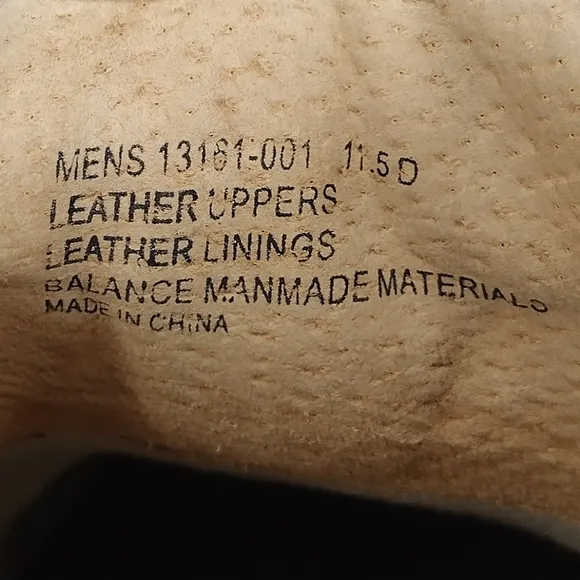 MENS 13161-001 11.5 D
LEATHER UPPERS
LEATHER LININGS
BALANCE MANMADE MATERIALS
MADE IN CHINA